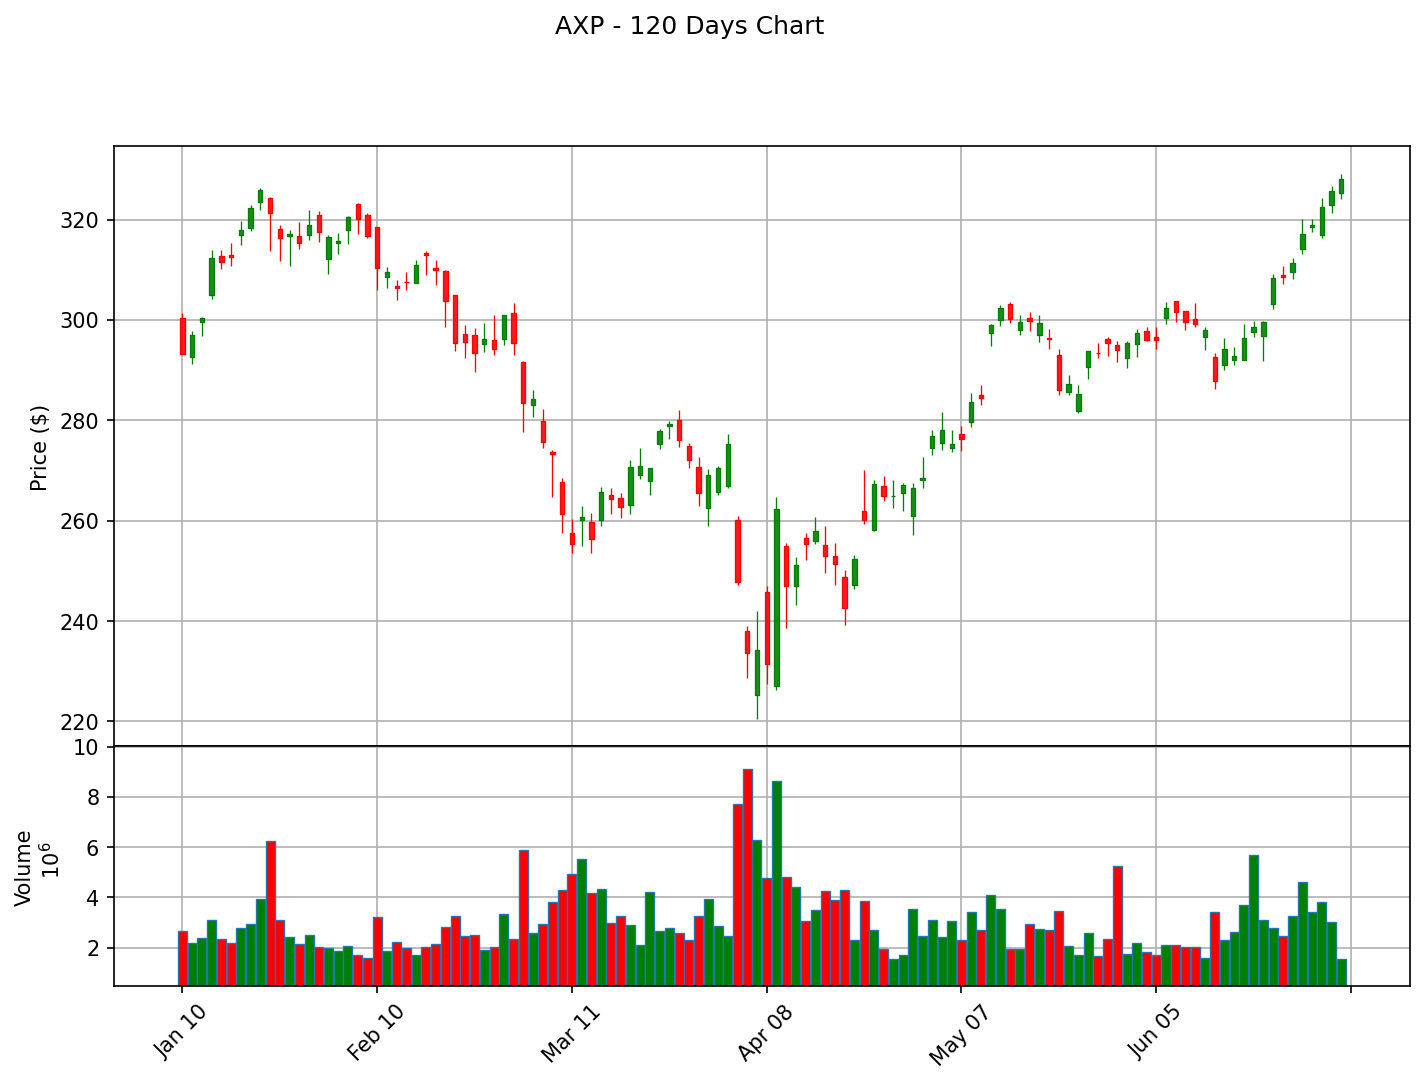 AXP - 120 Days Chart
Price ($)
320
300
280
260
240
220
Volume
10^6
10
8
6
4
2
Jan 10
Feb 10
Mar 11
Apr 08
May 07
Jun 05